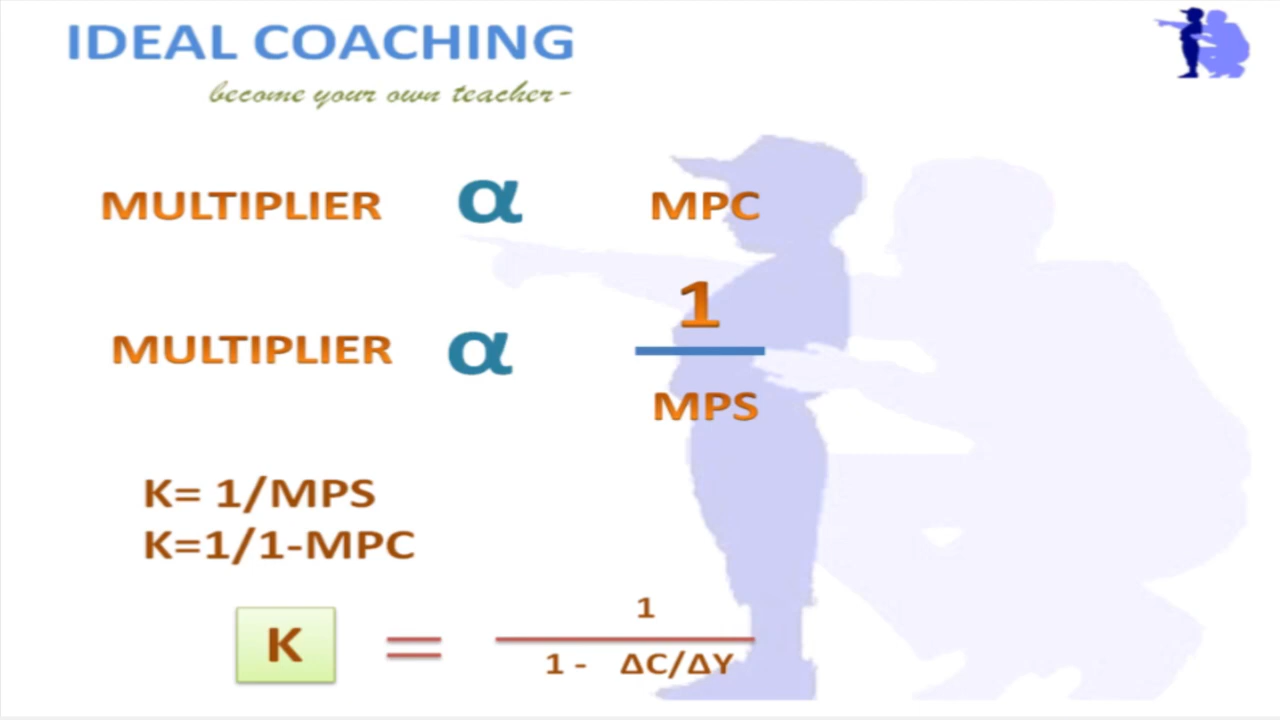 IDEAL COACHING
become your own teacher-
MULTIPLIER α MPC
MULTIPLIER α 1
MPS
K= 1/MPS
K=1/1-MPC
K = 1
1 - ΔC/ΔY